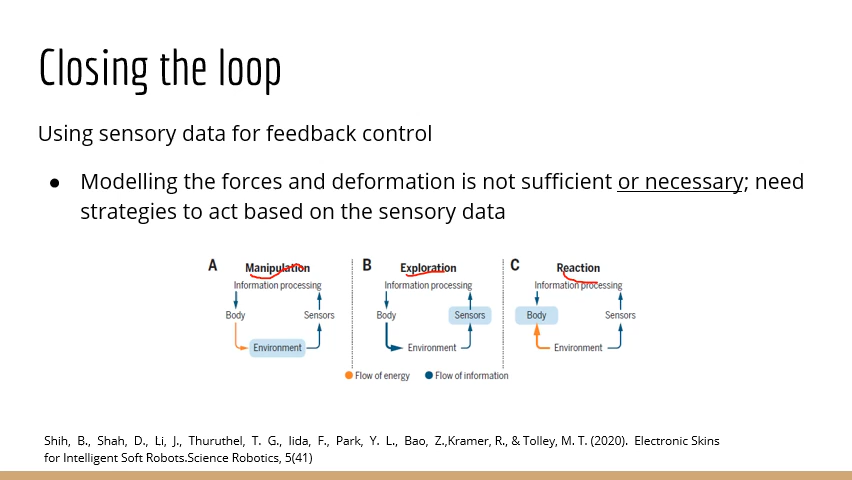 Closing the loop
Using sensory data for feedback control
● Modelling the forces and deformation is not sufficient or necessary; need
strategies to act based on the sensory data
A Manipulation
Information processing
Body Sensors
Environment
B Exploration
Information processing
Body Sensors
Environment
C Reaction
Information processing
Body Sensors
Environment
Flow of energy Flow of information
Shih, B., Shah, D., Li, J., Thuruthel, T. G., Iida, F., Park, Y. L., Bao, Z.,Kramer, R., & Tolley, M. T. (2020). Electronic Skins
for Intelligent Soft Robots.Science Robotics, 5(41)